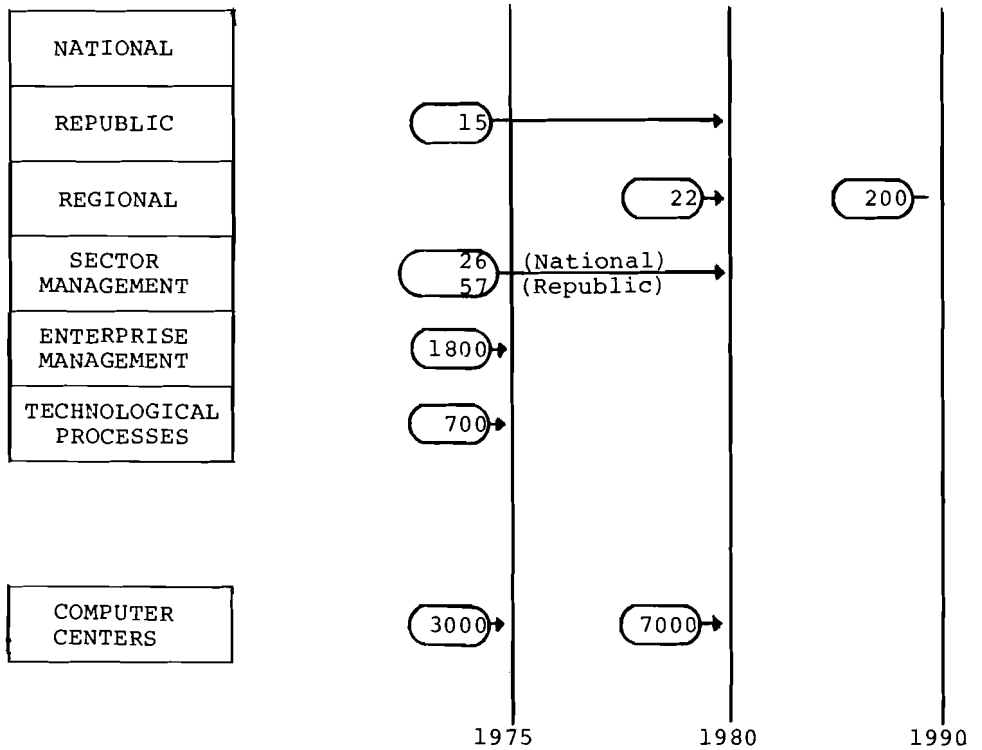 NATIONAL
REPUBLIC
15
REGIONAL
22
200
SECTOR
MANAGEMENT
26 (National)
57 (Republic)
ENTERPRISE
MANAGEMENT
1800
TECHNOLOGICAL
PROCESSES
700
COMPUTER
CENTERS
3000
7000
1975
1980
1990